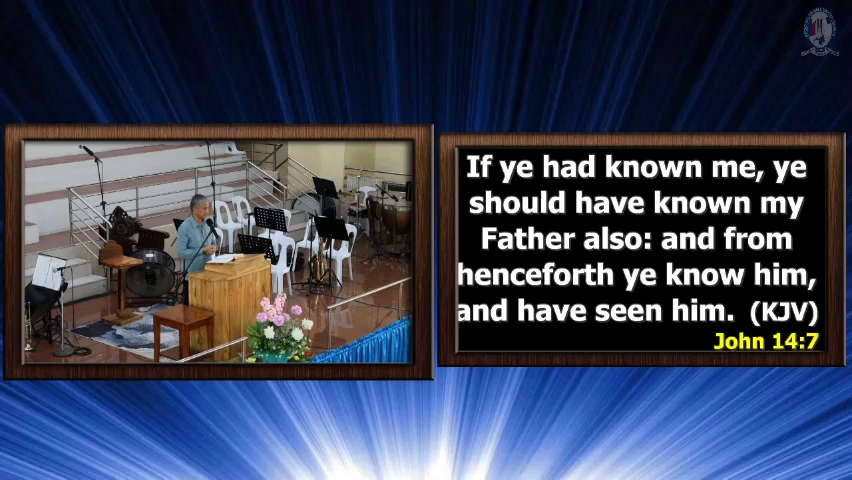 If ye had known me, ye
should have known my
Father also: and from
henceforth ye know him,
and have seen him. (KJV)
John 14:7